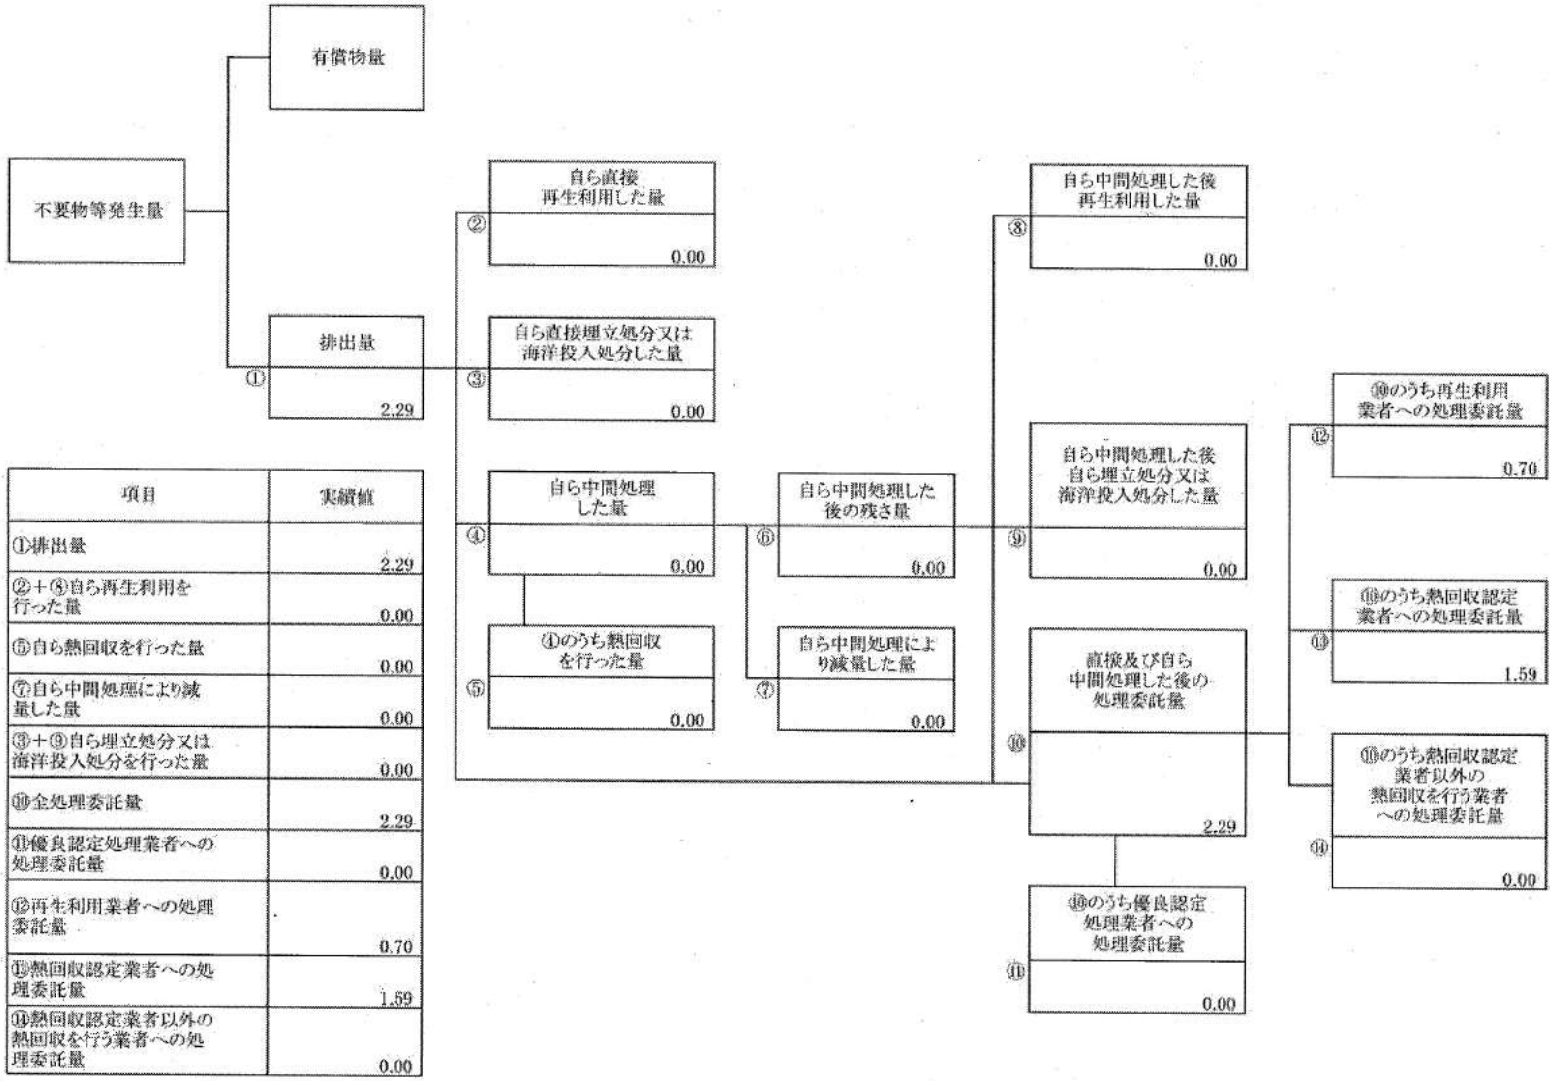 有償物量
不要物等発生量
排出量
①
2.29
自ら直接
再生利用した量
②
0.00
自ら直接埋立処分又は
海洋投入処分した量
③
0.00
自ら中間処理
した量
④
0.00
④のうち熱回収
を行った量
⑤
0.00
自ら中間処理した
後の残さ量
⑥
0.00
自ら中間処理によ
り減量した量
⑦
0.00
自ら中間処理した後
再生利用した量
⑧
0.00
自ら中間処理した後
自ら埋立処分又は
海洋投入処分した量
⑨
0.00
直接及び自ら
中間処理した後の
処理委託量
⑩
2.29
⑩のうち優良認定
処理業者への
処理委託量
⑪
0.00
⑩のうち再生利用
業者への処理委託量
⑫
0.70
⑩のうち熱回収認定
業者への処理委託量
⑬
1.59
⑩のうち熱回収認定
業者以外の
熱回収を行う業者
への処理委託量
⑭
0.00
項目
実績値
①排出量
2.29
②+⑧自ら再生利用を
行った量
0.00
⑤自ら熱回収を行った量
0.00
⑦自ら中間処理により減
量した量
0.00
③+⑨自ら埋立処分又は
海洋投入処分を行った量
0.00
⑩全処理委託量
2.29
⑪優良認定処理業者への
処理委託量
0.00
⑫再生利用業者への処理
委託量
0.70
⑬熱回収認定業者への処
理委託量
1.59
⑭熱回収認定業者以外の
熱回収を行う業者への処
理委託量
0.00